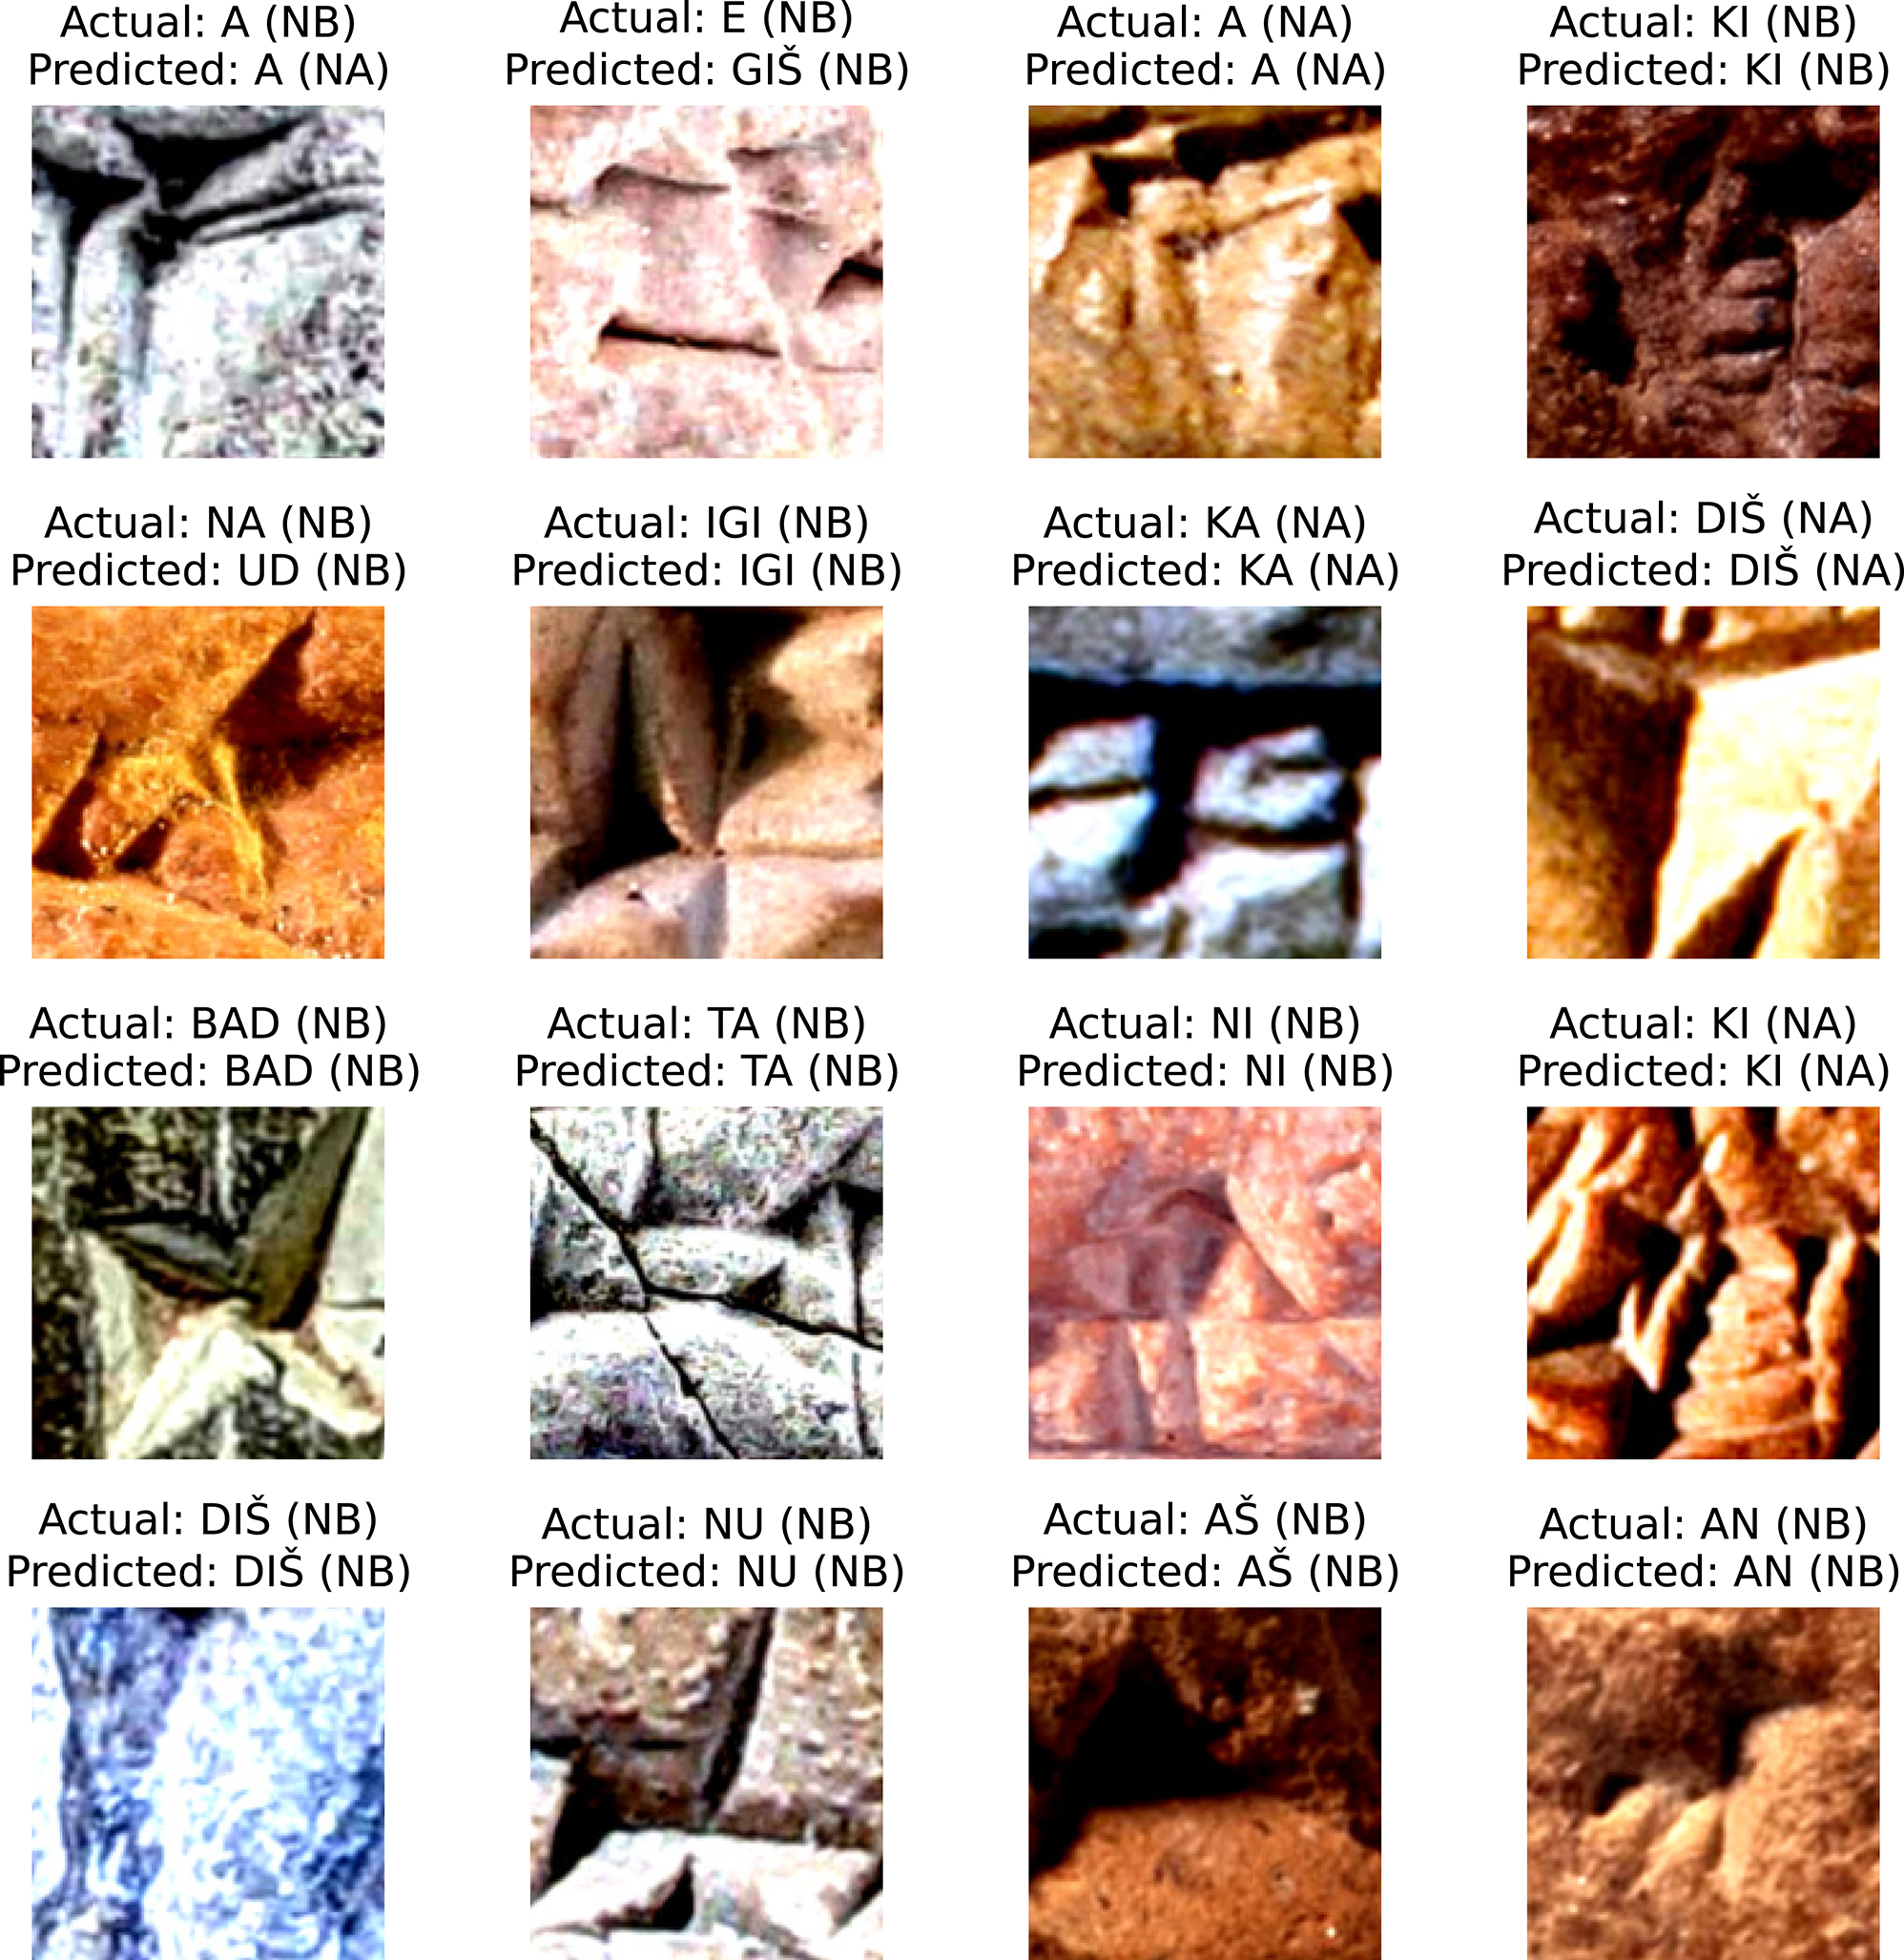 Actual: A (NB)
Predicted: A (NA)
Actual: E (NB)
Predicted: GIŠ (NB)
Actual: A (NA)
Predicted: A (NA)
Actual: KI (NB)
Predicted: KI (NB)
Actual: NA (NB)
Predicted: UD (NB)
Actual: IGI (NB)
Predicted: IGI (NB)
Actual: KA (NA)
Predicted: KA (NA)
Actual: DIŠ (NA)
Predicted: DIŠ (NA)
Actual: BAD (NB)
Predicted: BAD (NB)
Actual: TA (NB)
Predicted: TA (NB)
Actual: NI (NB)
Predicted: NI (NB)
Actual: KI (NA)
Predicted: KI (NA)
Actual: DIŠ (NB)
Predicted: DIŠ (NB)
Actual: NU (NB)
Predicted: NU (NB)
Actual: AŠ (NB)
Predicted: AŠ (NB)
Actual: AN (NB)
Predicted: AN (NB)